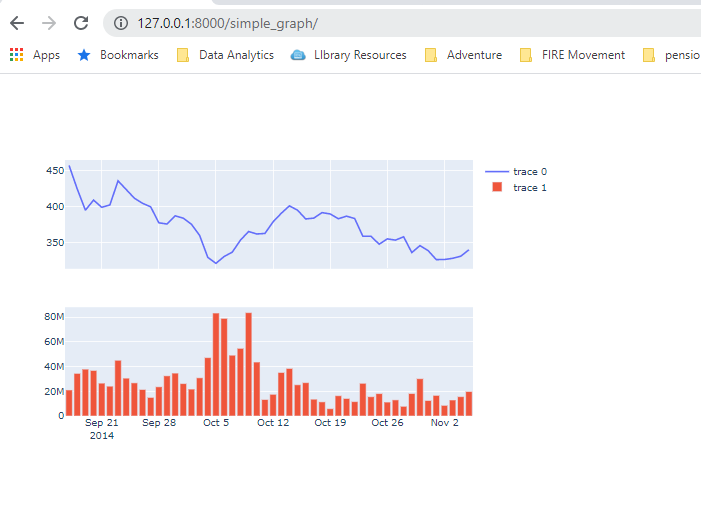 127.0.0.1:8000/simple_graph/
Apps Bookmarks Data Analytics LIbrary Resources Adventure FIRE Movement pensio
450
400
350
trace 0
trace 1
80M
60M
40M
20M
0
Sep 21 Sep 28 Oct 5 Oct 12 Oct 19 Oct 26 Nov 2
2014